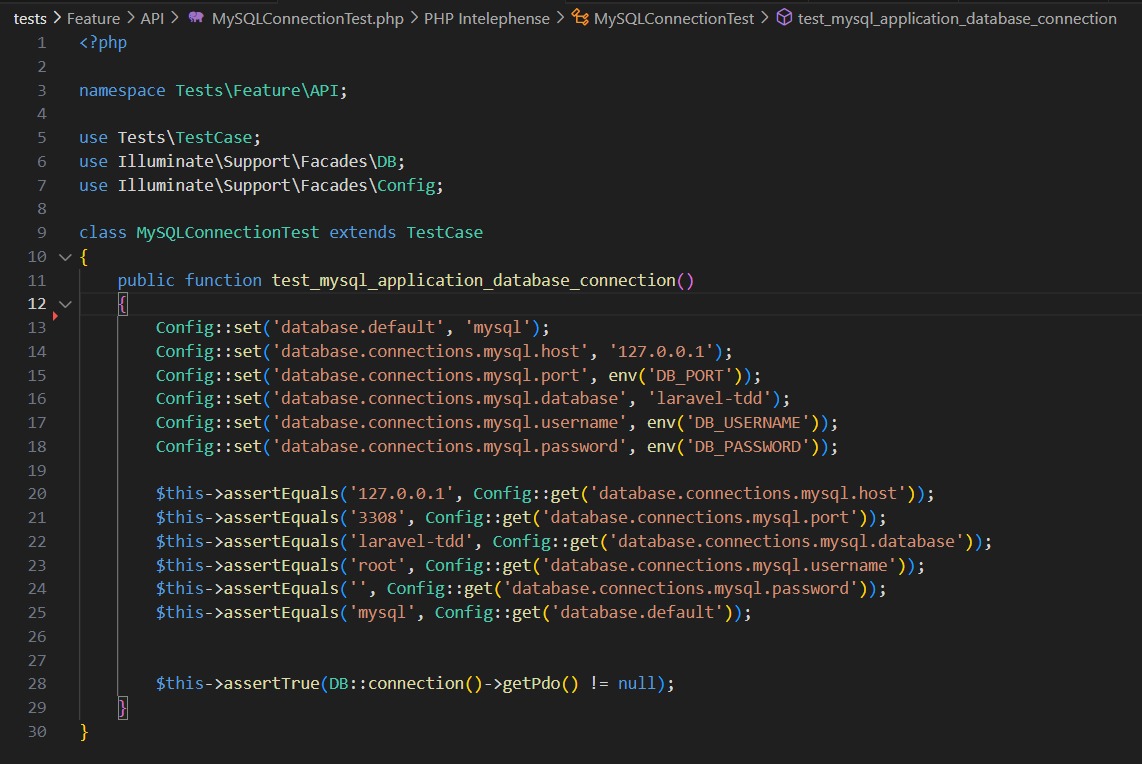 tests > Feature > API > MySQLConnectionTest.php > PHP Intelephense > MySQLConnectionTest > test_mysql_application_database_connection
1 <?php
2
3 namespace Tests\Feature\API;
4
5 use Tests\TestCase;
6 use Illuminate\Support\Facades\DB;
7 use Illuminate\Support\Facades\Config;
8
9 class MySQLConnectionTest extends TestCase
10 {
11     public function test_mysql_application_database_connection()
12     {
13         Config::set('database.default', 'mysql');
14         Config::set('database.connections.mysql.host', '127.0.0.1');
15         Config::set('database.connections.mysql.port', env('DB_PORT'));
16         Config::set('database.connections.mysql.database', 'laravel-tdd');
17         Config::set('database.connections.mysql.username', env('DB_USERNAME'));
18         Config::set('database.connections.mysql.password', env('DB_PASSWORD'));
19
20         $this->assertEquals('127.0.0.1', Config::get('database.connections.mysql.host'));
21         $this->assertEquals('3308', Config::get('database.connections.mysql.port'));
22         $this->assertEquals('laravel-tdd', Config::get('database.connections.mysql.database'));
23         $this->assertEquals('root', Config::get('database.connections.mysql.username'));
24         $this->assertEquals('', Config::get('database.connections.mysql.password'));
25         $this->assertEquals('mysql', Config::get('database.default'));
26
27
28         $this->assertTrue(DB::connection()->getPdo() != null);
29     }
30 }